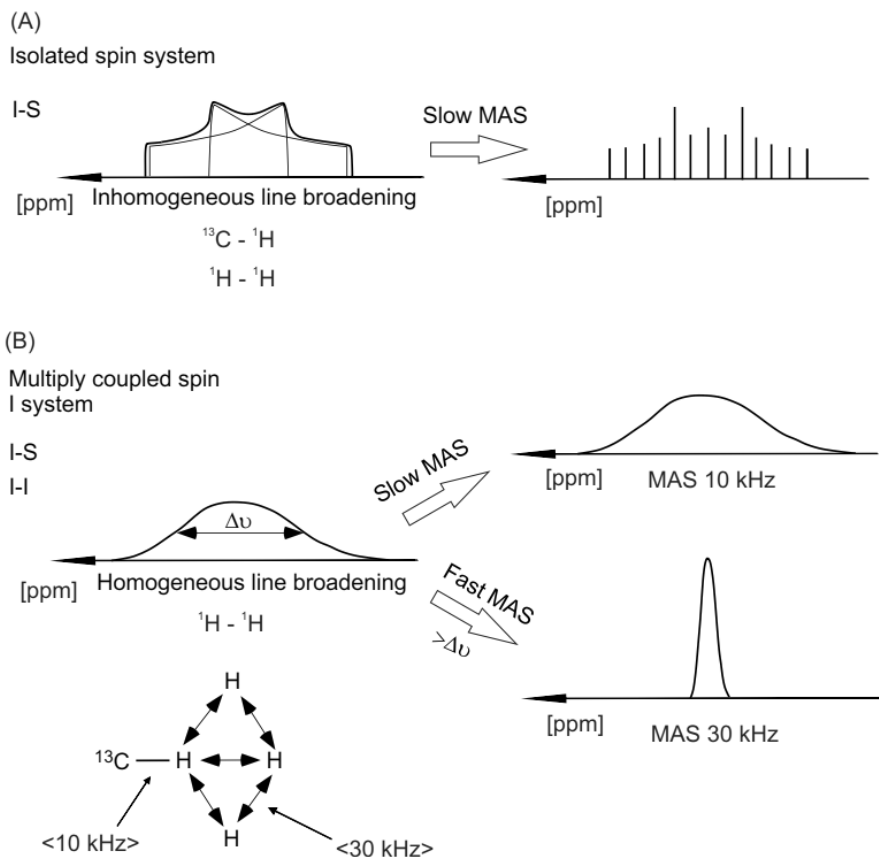 (A)
Isolated spin system
I-S
Slow MAS
[ppm]
Inhomogeneous line broadening
[ppm]
¹³C - ¹H
¹H - ¹H
(B)
Multiply coupled spin
I system
I-S
I-I
Slow MAS
[ppm]
MAS 10 kHz
Δυ
[ppm]
Homogeneous line broadening
¹H - ¹H
Fast MAS
>Δυ
[ppm]
MAS 30 kHz
H
¹³C
H
H
H
<10 kHz>
<30 kHz>